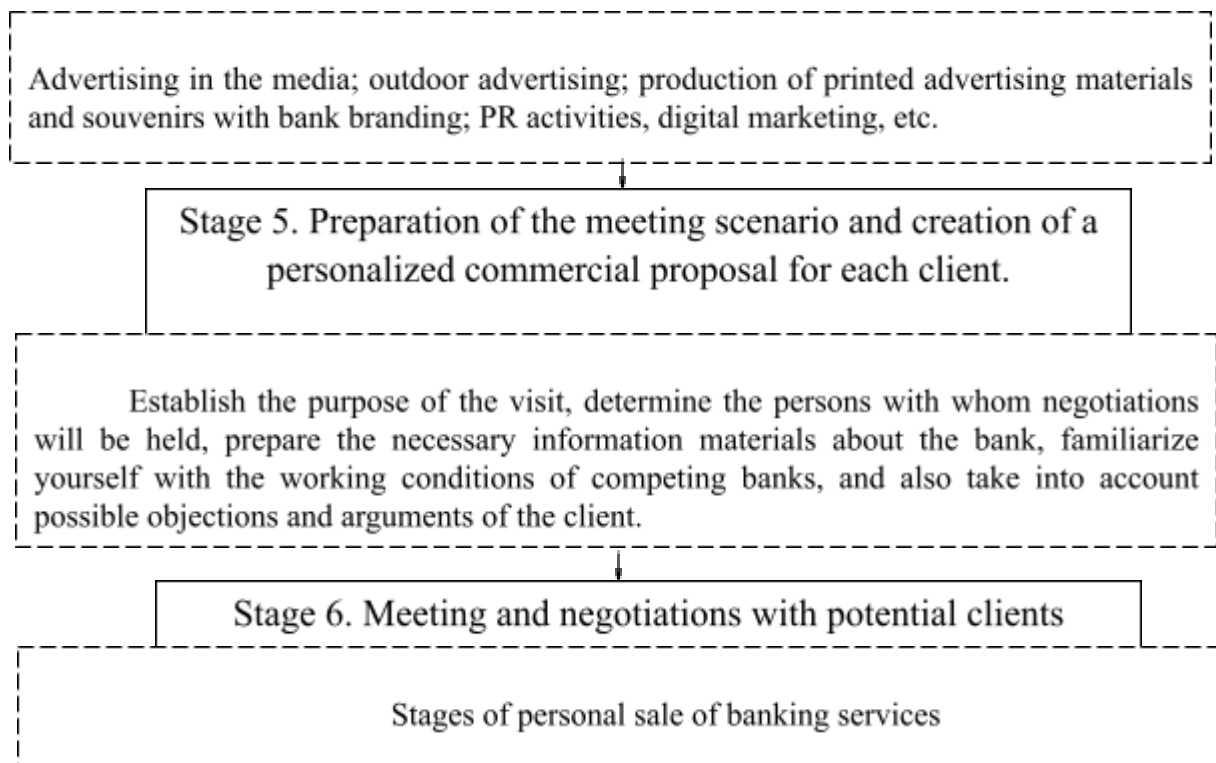 Advertising in the media; outdoor advertising; production of printed advertising materials
and souvenirs with bank branding; PR activities, digital marketing, etc.
Stage 5. Preparation of the meeting scenario and creation of a
personalized commercial proposal for each client.
Establish the purpose of the visit, determine the persons with whom negotiations
will be held, prepare the necessary information materials about the bank, familiarize
yourself with the working conditions of competing banks, and also take into account
possible objections and arguments of the client.
Stage 6. Meeting and negotiations with potential clients
Stages of personal sale of banking services